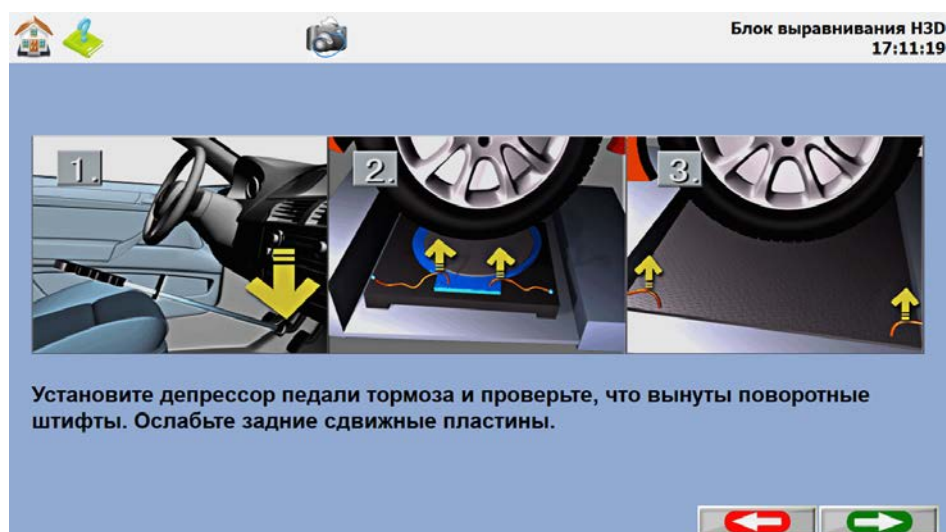 Блок выравнивания H3D
17:11:19
1.
2.
3.
Установите депрессор педали тормоза и проверьте, что вынуты поворотные
штифты. Ослабьте задние сдвижные пластины.